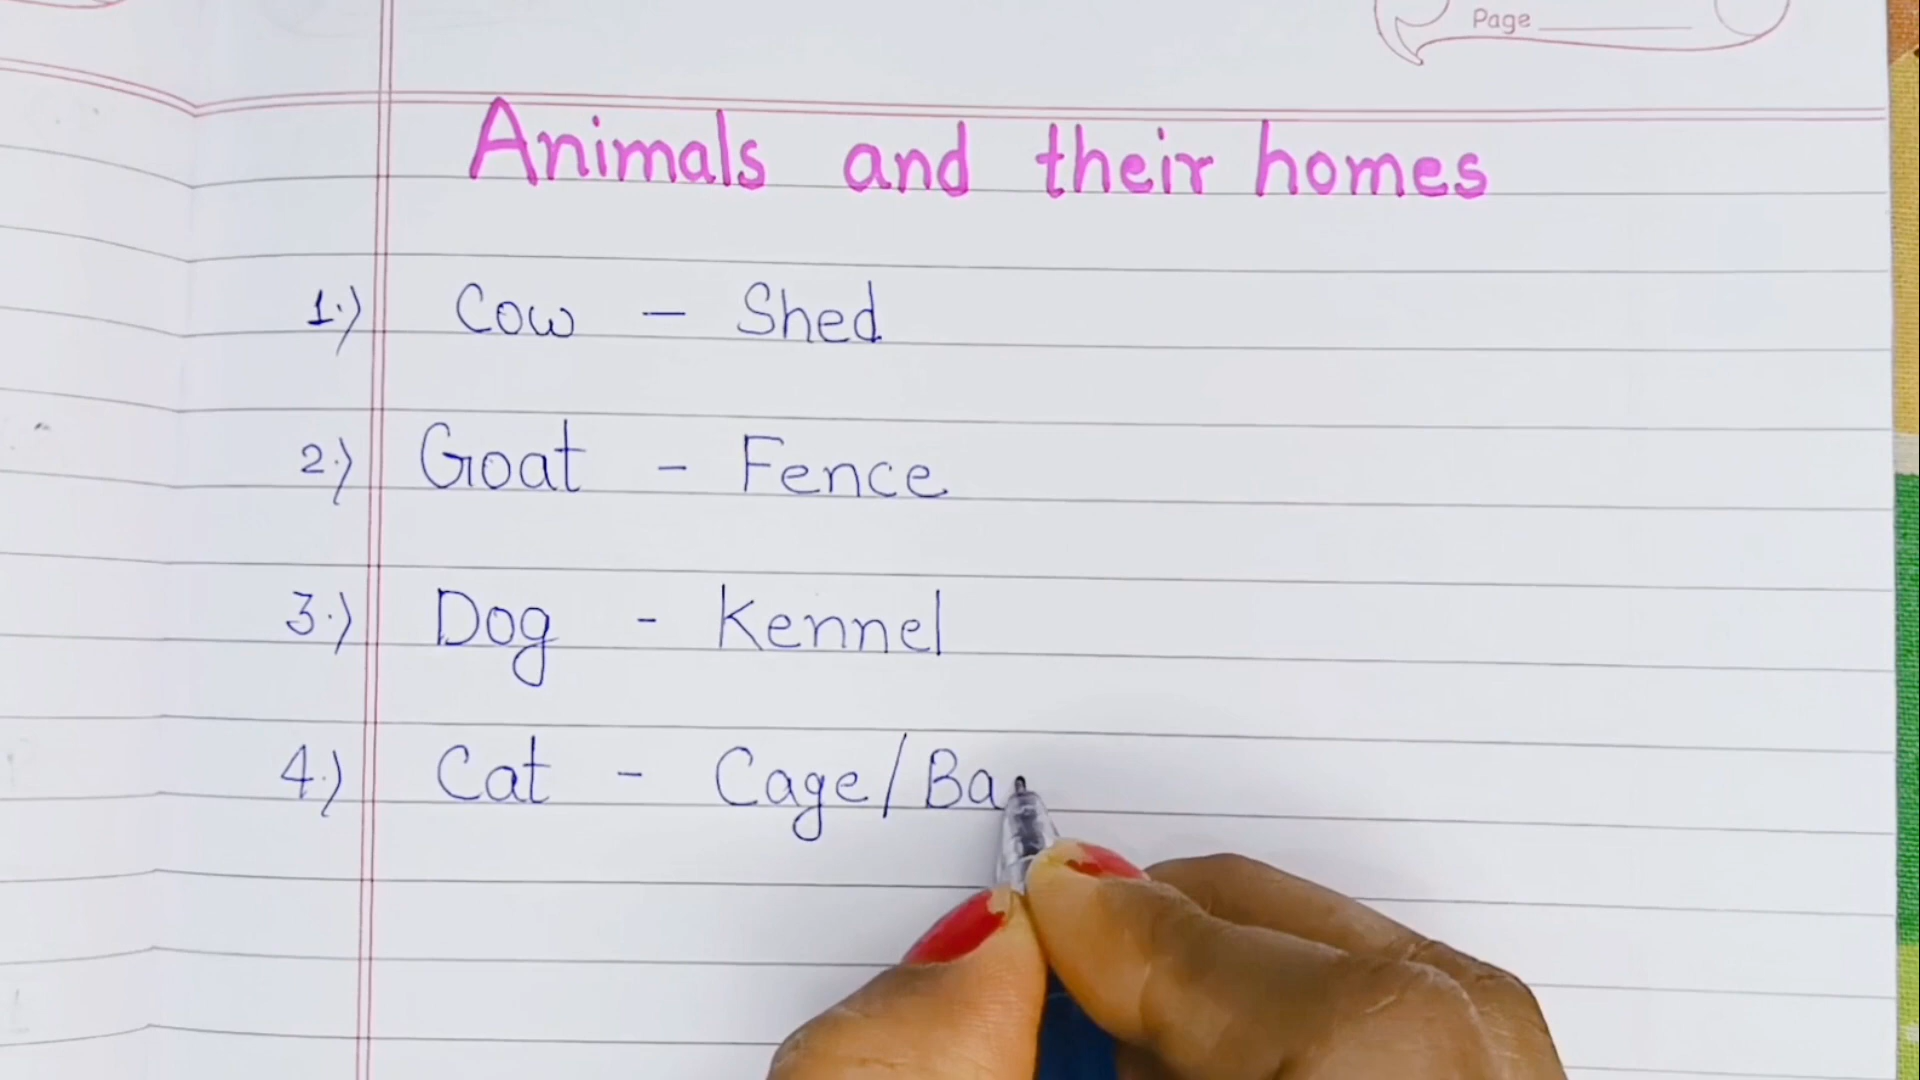 Page
Animals and their homes
1.) Cow - Shed
2.) Goat - Fence
3.) Dog - Kennel
4.) Cat - Cage/Ba